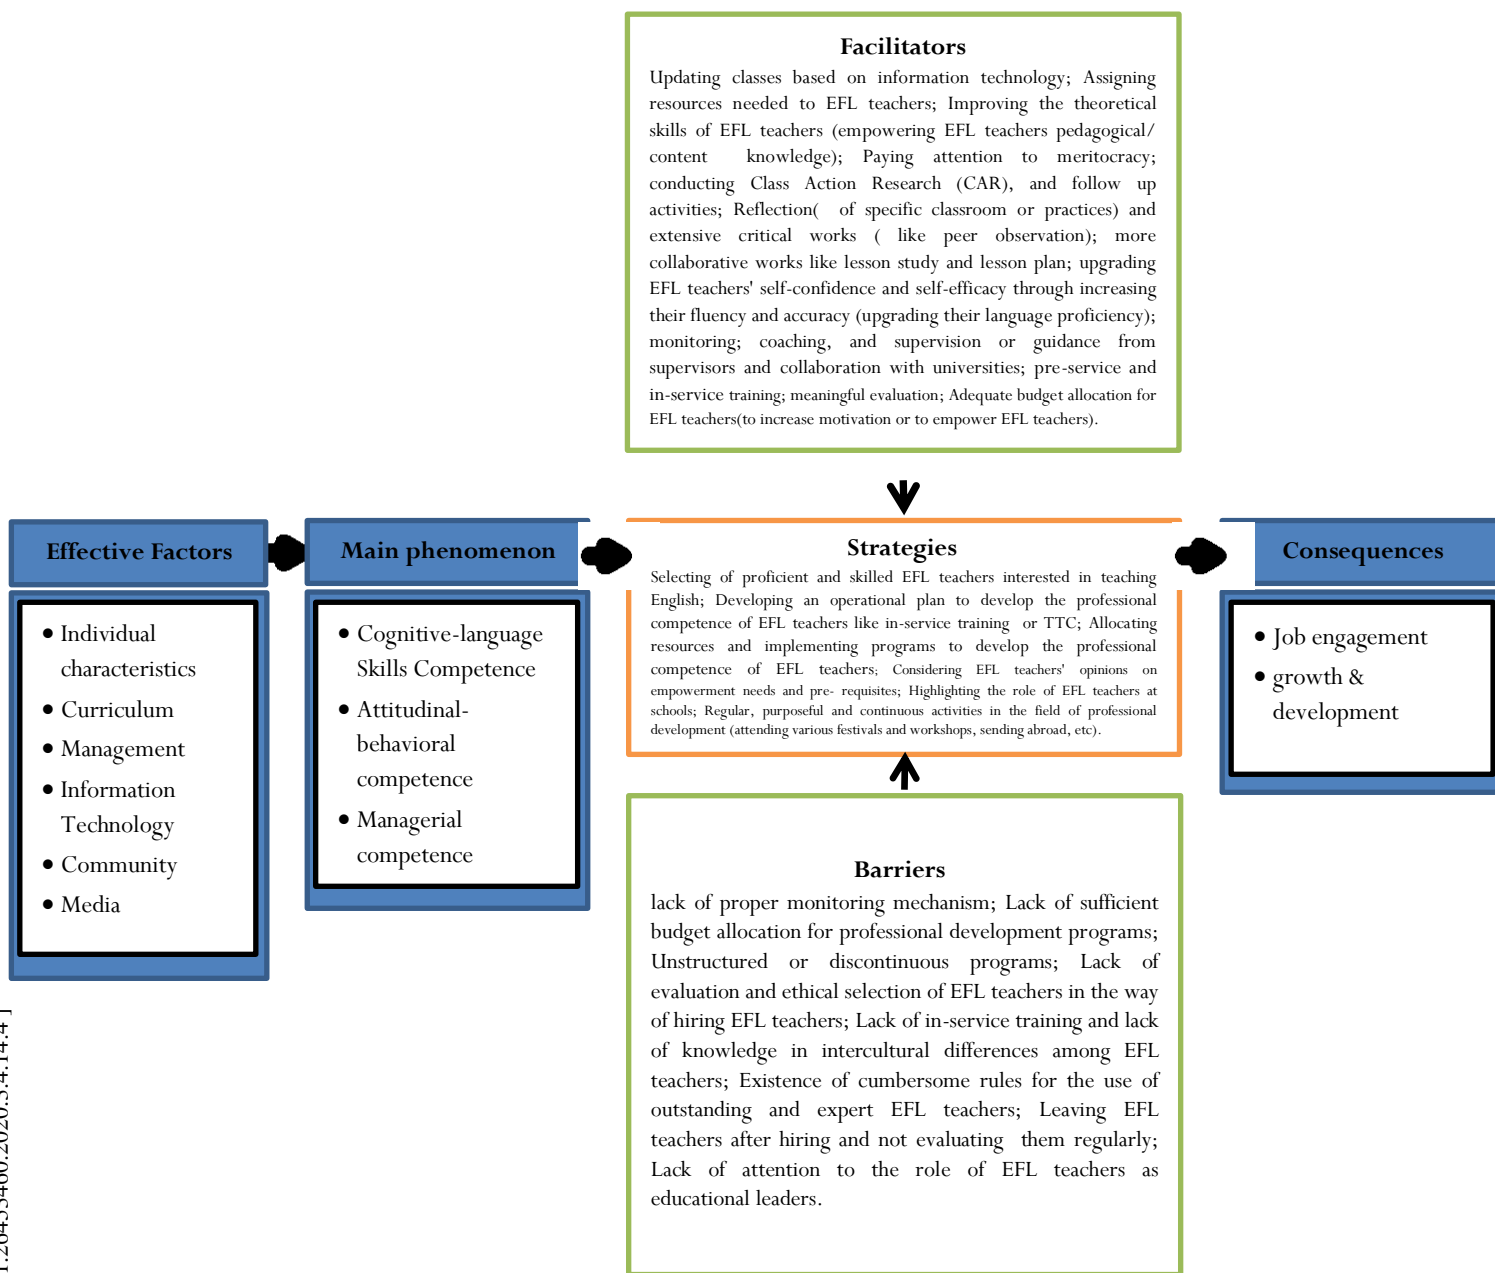 Facilitators
Updating classes based on information technology; Assigning
resources needed to EFL teachers; Improving the theoretical
skills of EFL teachers (empowering EFL teachers pedagogical/
content knowledge); Paying attention to meritocracy;
conducting Class Action Research (CAR), and follow up
activities; Reflection( of specific classroom or practices) and
extensive critical works ( like peer observation); more
collaborative works like lesson study and lesson plan; upgrading
EFL teachers' self-confidence and self-efficacy through increasing
their fluency and accuracy (upgrading their language proficiency);
monitoring; coaching, and supervision or guidance from
supervisors and collaboration with universities; pre-service and
in-service training; meaningful evaluation; Adequate budget allocation for
EFL teachers(to increase motivation or to empower EFL teachers).
Effective Factors
• Individual
characteristics
• Curriculum
• Management
• Information
Technology
• Community
• Media
Main phenomenon
• Cognitive-language
Skills Competence
• Attitudinal-
behavioral
competence
• Managerial
competence
Strategies
Selecting of proficient and skilled EFL teachers interested in teaching
English; Developing an operational plan to develop the professional
competence of EFL teachers like in-service training or TTC; Allocating
resources and implementing programs to develop the professional
competence of EFL teachers; Considering EFL teachers' opinions on
empowerment needs and pre- requisites; Highlighting the role of EFL teachers at
schools; Regular, purposeful and continuous activities in the field of professional
development (attending various festivals and workshops, sending abroad, etc).
Consequences
• Job engagement
• growth &
development
Barriers
lack of proper monitoring mechanism; Lack of sufficient
budget allocation for professional development programs;
Unstructured or discontinuous programs; Lack of
evaluation and ethical selection of EFL teachers in the way
of hiring EFL teachers; Lack of in-service training and lack
of knowledge in intercultural differences among EFL
teachers; Existence of cumbersome rules for the use of
outstanding and expert EFL teachers; Leaving EFL
teachers after hiring and not evaluating them regularly;
Lack of attention to the role of EFL teachers as
educational leaders.